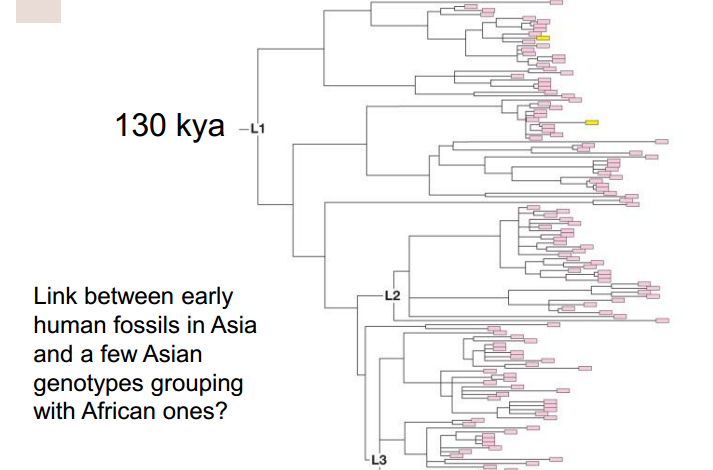 130 kya
L1
L2
Link between early
human fossils in Asia
and a few Asian
genotypes grouping
with African ones?
L3